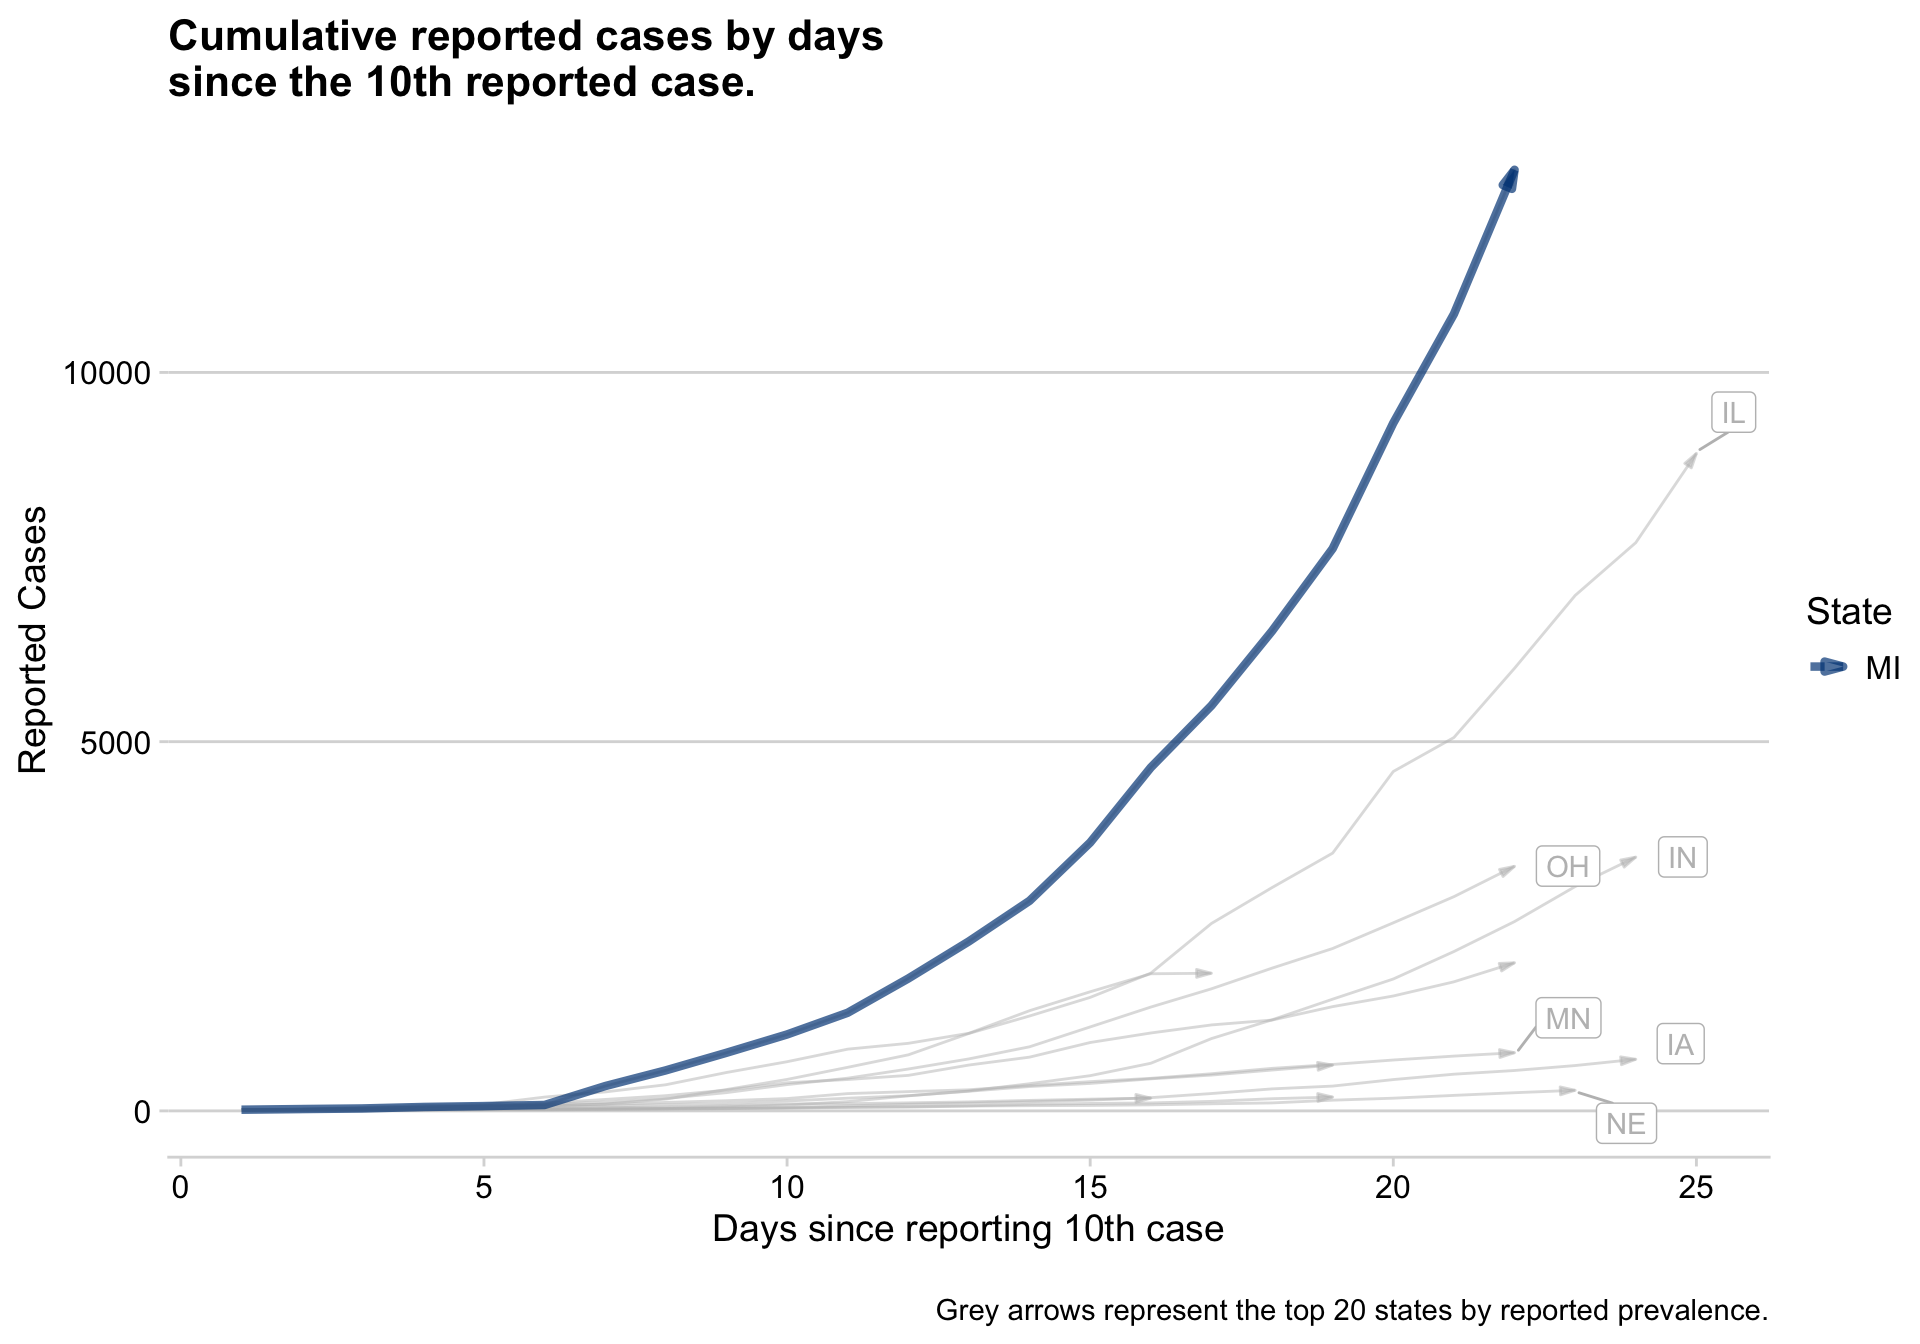 Cumulative reported cases by days
since the 10th reported case.
10000
5000
0
Reported Cases
IL
OH
IN
MN
IA
NE
State
MI
0 5 10 15 20 25
Days since reporting 10th case
Grey arrows represent the top 20 states by reported prevalence.